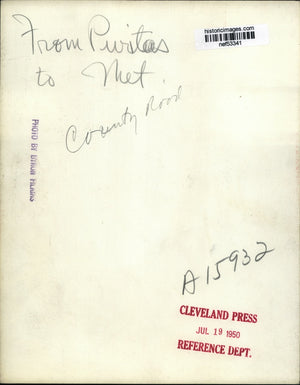 historicimages.com
nef53341
From Puritas
to Met.
County Road
PHOTO BY
A15932
CLEVELAND PRESS
JUL 19 1950
REFERENCE DEPT.